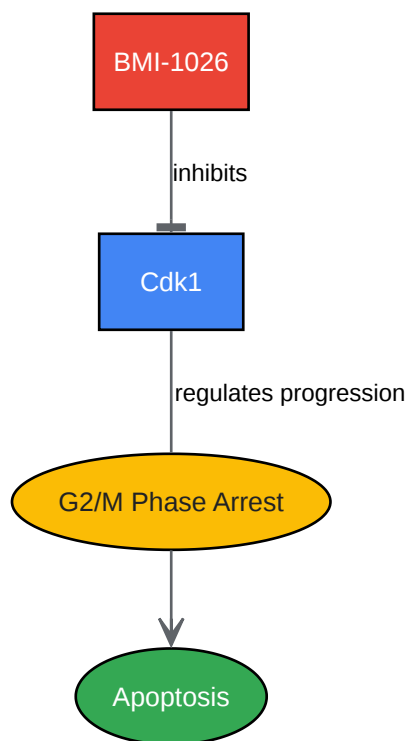 BMI-1026
inhibits
Cdk1
regulates progression
G2/M Phase Arrest
Apoptosis